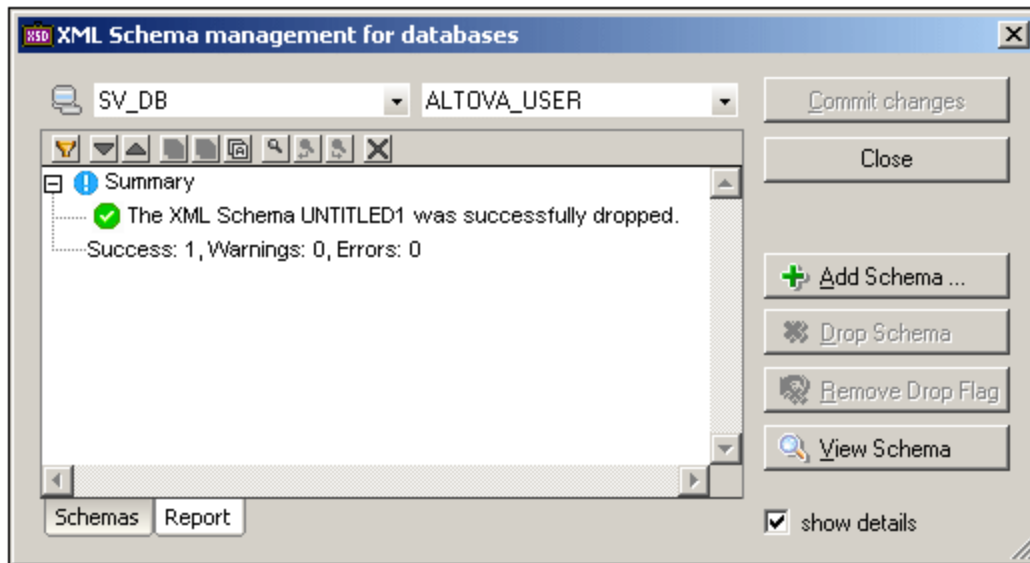 XSD XML Schema management for databases
SV_DB ALTOVA_USER Commit changes
Close
Summary
The XML Schema UNTITLED1 was successfully dropped.
Success: 1, Warnings: 0, Errors: 0
Add Schema ...
Drop Schema
Remove Drop Flag
View Schema
Schemas Report
show details